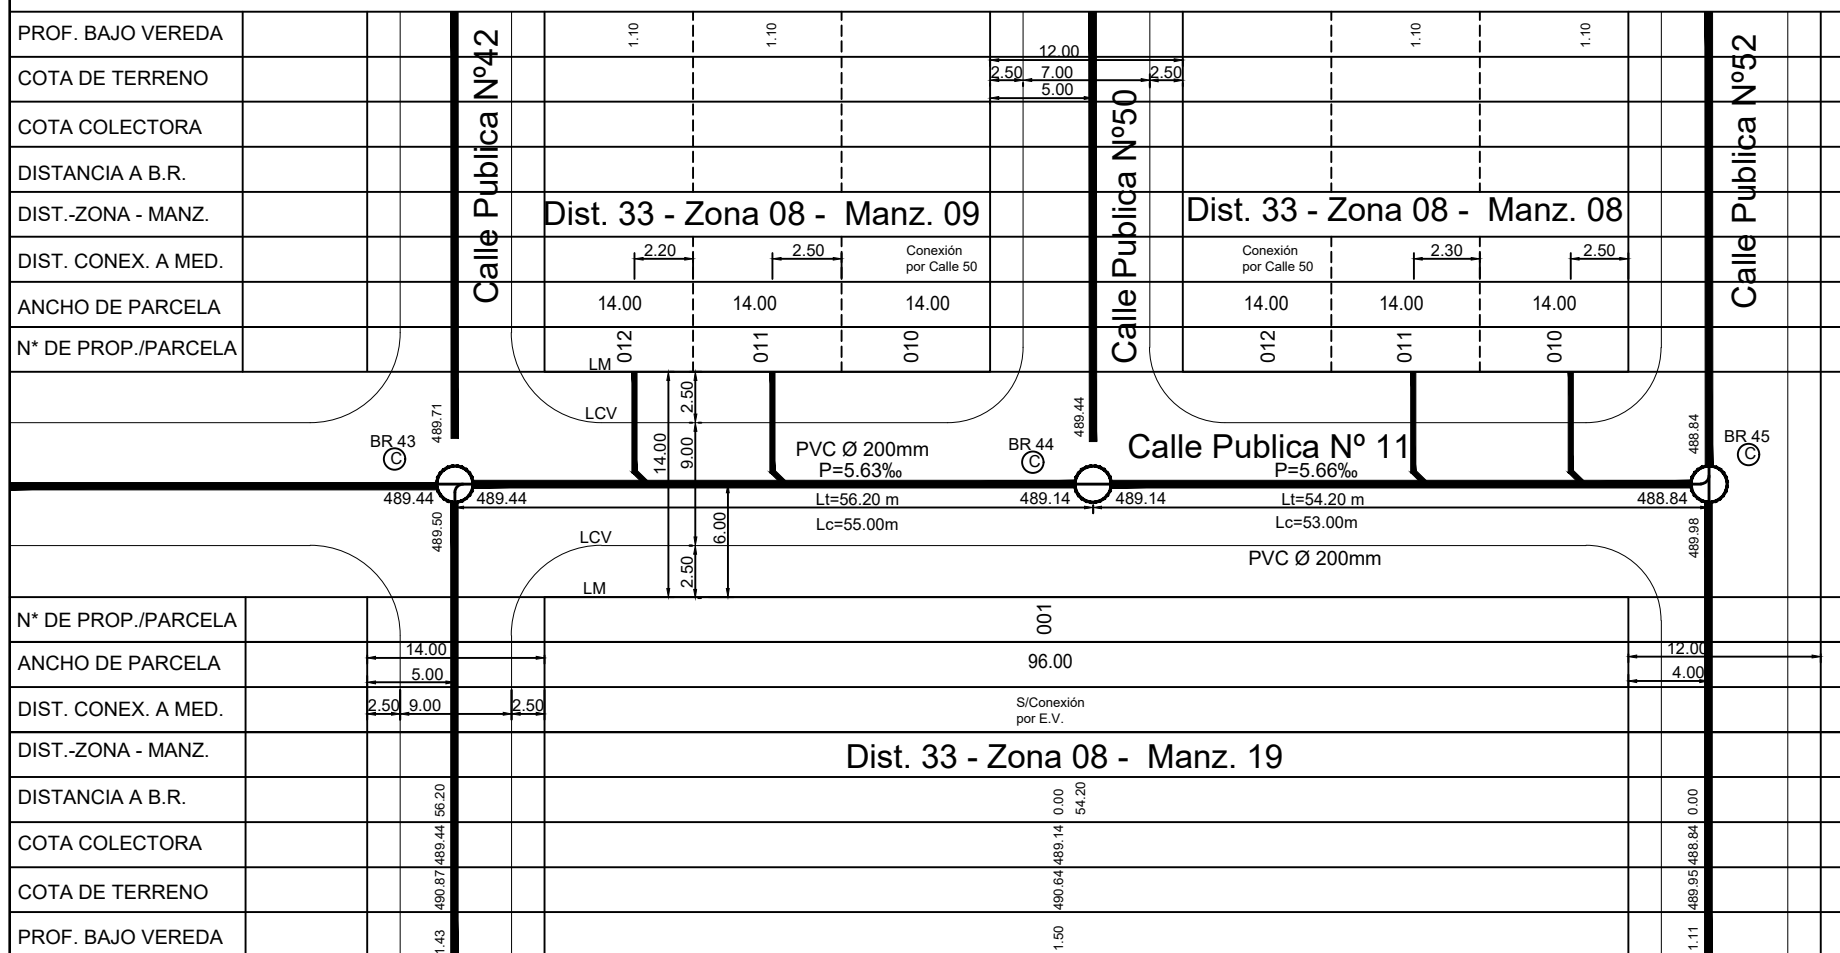 PROF. BAJO VEREDA
1.10
1.10
1.10
1.10
12.00
COTA DE TERRENO
2.50
7.00
2.50
5.00
COTA COLECTORA
DISTANCIA A B.R.
Calle Publica Nº42
Calle Publica Nº50
Calle Publica Nº52
DIST.-ZONA - MANZ.
Dist. 33 - Zona 08 - Manz. 09
Dist. 33 - Zona 08 - Manz. 08
DIST. CONEX. A MED.
2.20
2.50
Conexión
por Calle 50
Conexión
por Calle 50
2.30
2.50
ANCHO DE PARCELA
14.00
14.00
14.00
14.00
14.00
14.00
N* DE PROP./PARCELA
012
011
010
012
011
010
LM
2.50
LCV
489.71
489.44
488.84
BR 43
C
14.00
9.00
PVC Ø 200mm
P=5.63‰
BR 44
C
Calle Publica Nº 11
P=5.66‰
BR 45
C
489.44
489.44
Lt=56.20 m
489.14
489.14
Lt=54.20 m
488.84
489.50
6.00
Lc=55.00m
Lc=53.00m
489.98
LCV
2.50
PVC Ø 200mm
LM
N* DE PROP./PARCELA
001
ANCHO DE PARCELA
14.00
5.00
96.00
12.00
4.00
DIST. CONEX. A MED.
2.50
9.00
2.50
S/Conexión
por E.V.
DIST.-ZONA - MANZ.
Dist. 33 - Zona 08 - Manz. 19
DISTANCIA A B.R.
56.20
0.00
54.20
0.00
COTA COLECTORA
489.44
489.14
488.84
COTA DE TERRENO
490.87
490.64
489.95
PROF. BAJO VEREDA
1.43
1.50
1.11